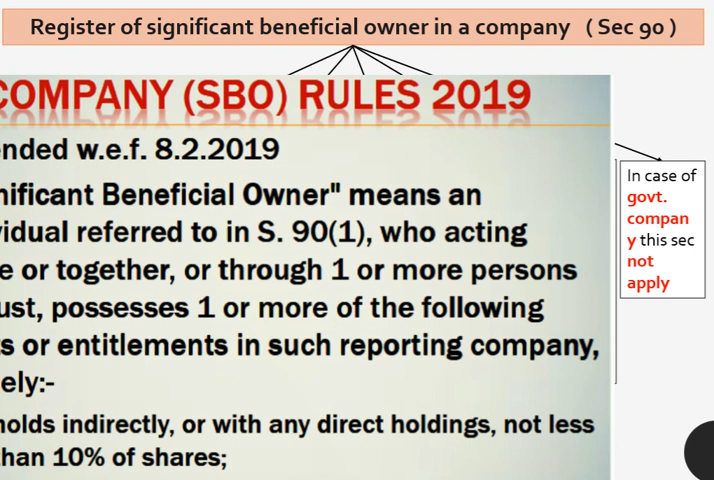 Register of significant beneficial owner in a company ( Sec 90 )
COMPANY (SBO) RULES 2019
ended w.e.f. 8.2.2019
nificant Beneficial Owner" means an
vidual referred to in S. 90(1), who acting
e or together, or through 1 or more persons
ust, possesses 1 or more of the following
s or entitlements in such reporting company,
ely:-
holds indirectly, or with any direct holdings, not less
than 10% of shares;
In case of
govt.
compan
y this sec
not
apply